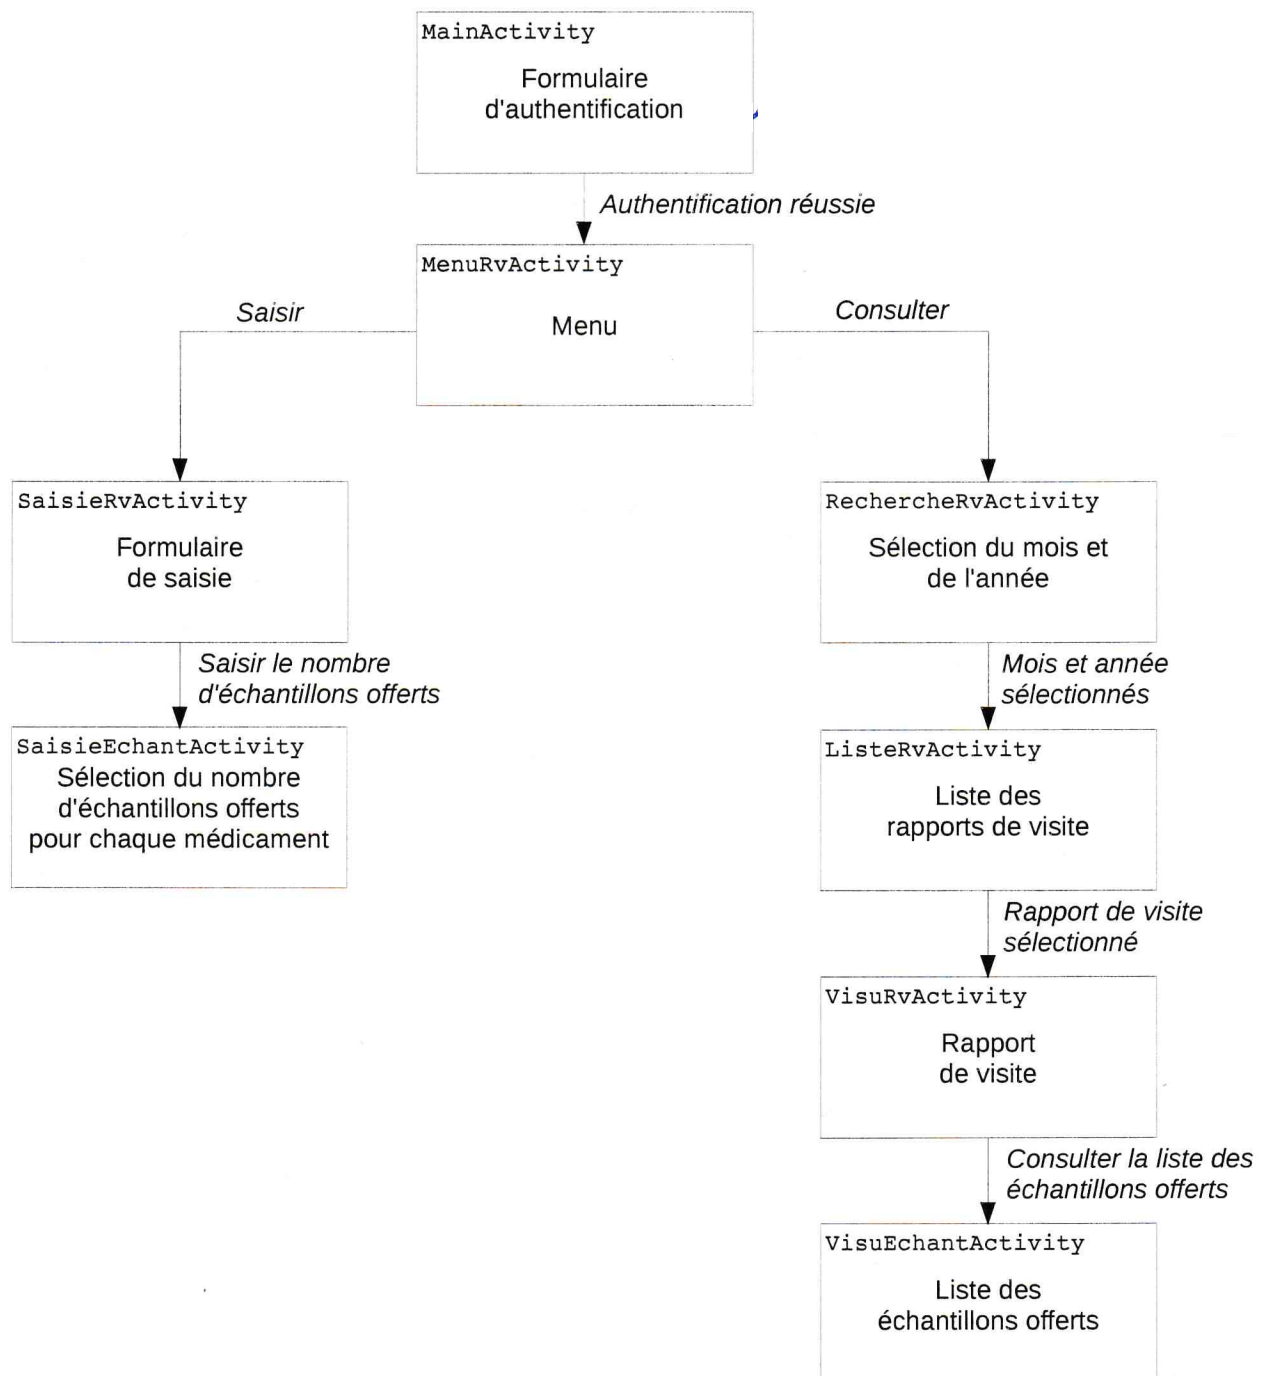 MainActivity
Formulaire
d'authentification
Authentification réussie
MenuRvActivity
Menu
Saisir
Consulter
SaisieRvActivity
Formulaire
de saisie
Saisir le nombre
d'échantillons offerts
SaisieEchantActivity
Sélection du nombre
d'échantillons offerts
pour chaque médicament
RechercheRvActivity
Sélection du mois et
de l'année
Mois et année
sélectionnés
ListeRvActivity
Liste des
rapports de visite
Rapport de visite
sélectionné
VisuRvActivity
Rapport
de visite
Consulter la liste des
échantillons offerts
VisuEchantActivity
Liste des
échantillons offerts